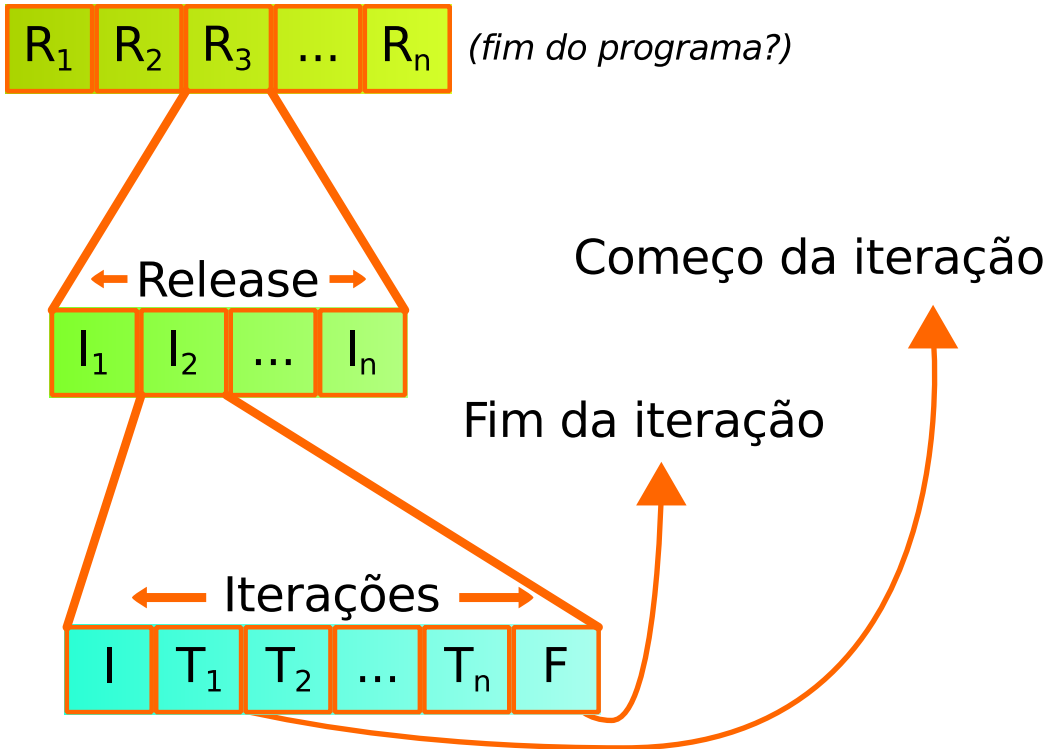 R1 R2 R3 ... Rn (fim do programa?)
Começo da iteração
Release
I1 I2 ... In
Fim da iteração
Iterações
I T1 T2 ... Tn F